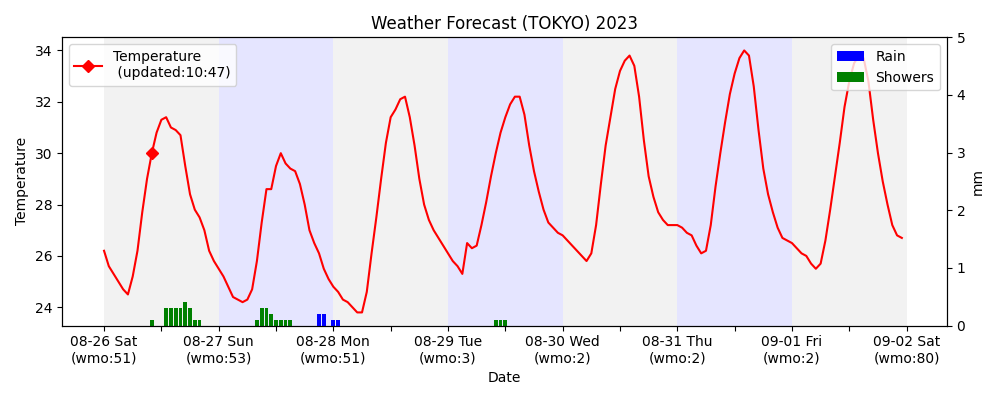 Weather Forecast (TOKYO) 2023
Temperature
(updated:10:47)
Rain
Showers
34
32
30
28
26
24
Temperature
5
4
3
2
1
0
mm
08-26 Sat
(wmo:51)
08-27 Sun
(wmo:53)
08-28 Mon
(wmo:51)
08-29 Tue
(wmo:3)
08-30 Wed
(wmo:2)
08-31 Thu
(wmo:2)
09-01 Fri
(wmo:2)
09-02 Sat
(wmo:80)
Date